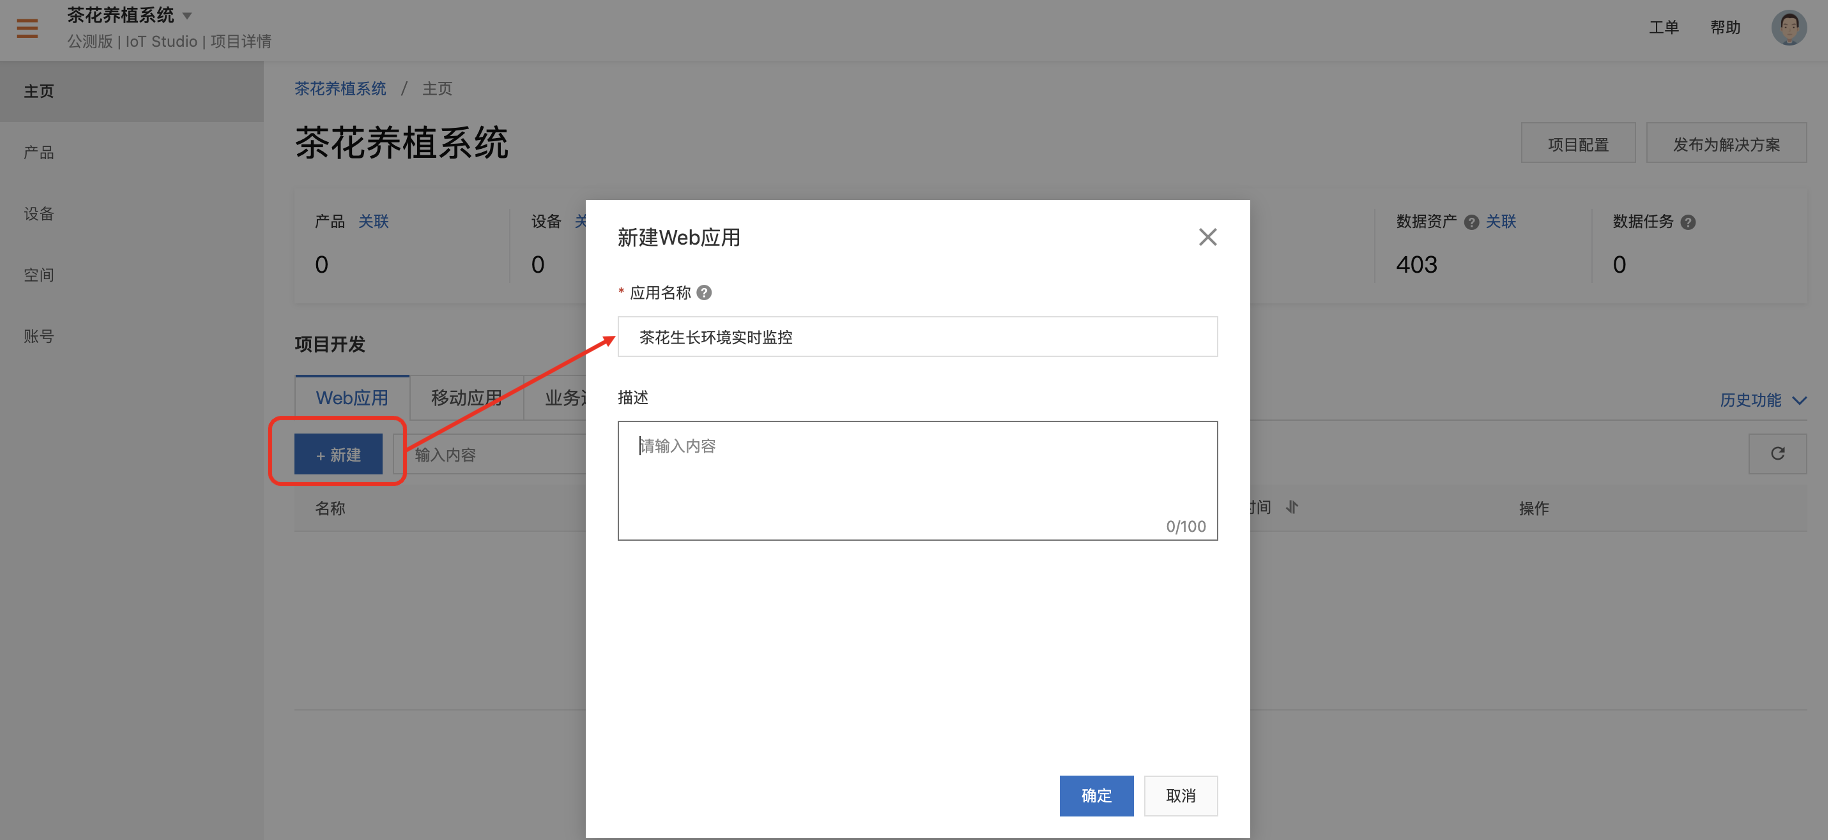 茶花养植系统
公测版 | IoT Studio | 项目详情
工单 帮助
主页
产品
设备
空间
账号
茶花养植系统 / 主页
茶花养植系统
项目配置 发布为解决方案
产品 关联
0
设备
0
数据资产 ? 关联
403
数据任务 ?
0
项目开发
Web应用 移动应用 业务
历史功能
+ 新建
输入内容
名称
间
操作
新建Web应用
* 应用名称 ?
茶花生长环境实时监控
描述
请输入内容
0/100
确定 取消